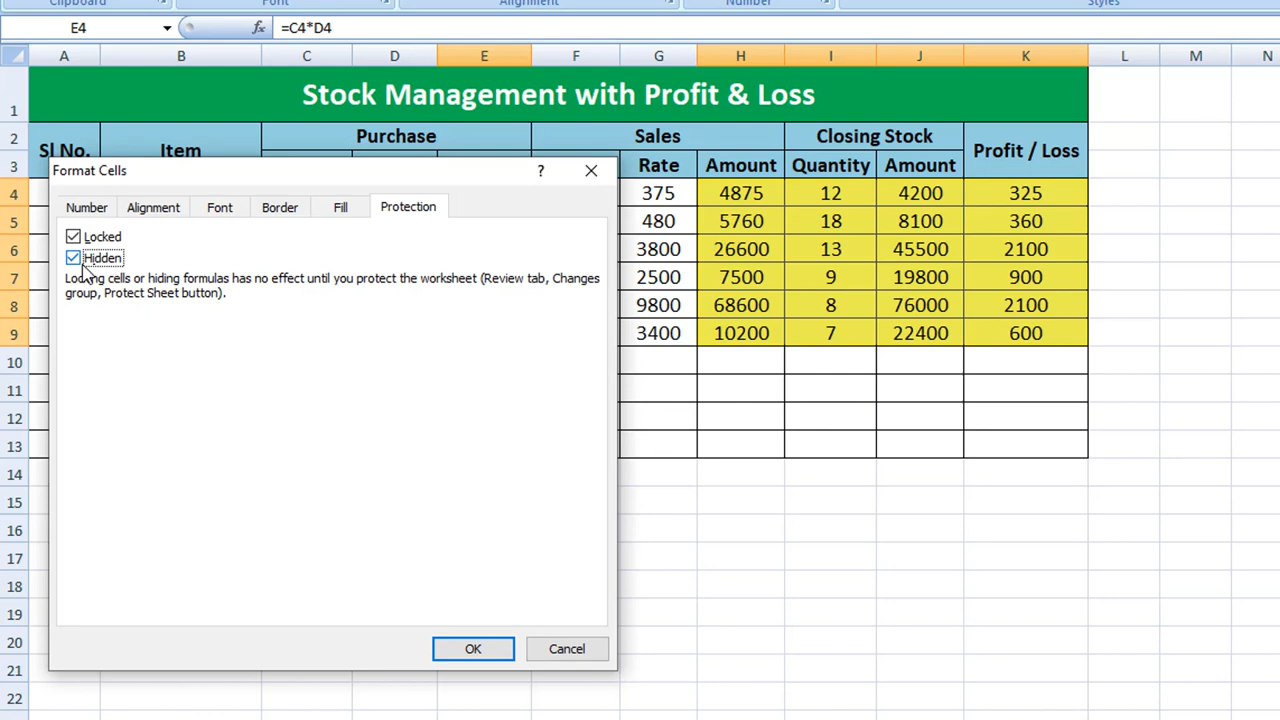 Clipboard Font Alignment Number Styles
E4 fx =C4*D4
A B C D E F G H I J K L M N
1 Stock Management with Profit & Loss
2 Sl No. Item Purchase Sales Closing Stock Profit / Loss
3 Rate Amount Quantity Amount
Format Cells ?
Number Alignment Font Border Fill Protection
Locked
Hidden
Locking cells or hiding formulas has no effect until you protect the worksheet (Review tab, Changes
group, Protect Sheet button).
OK Cancel
4 375 4875 12 4200 325
5 480 5760 18 8100 360
6 3800 26600 13 45500 2100
7 2500 7500 9 19800 900
8 9800 68600 8 76000 2100
9 3400 10200 7 22400 600
10
11
12
13
14
15
16
17
18
19
20
21
22